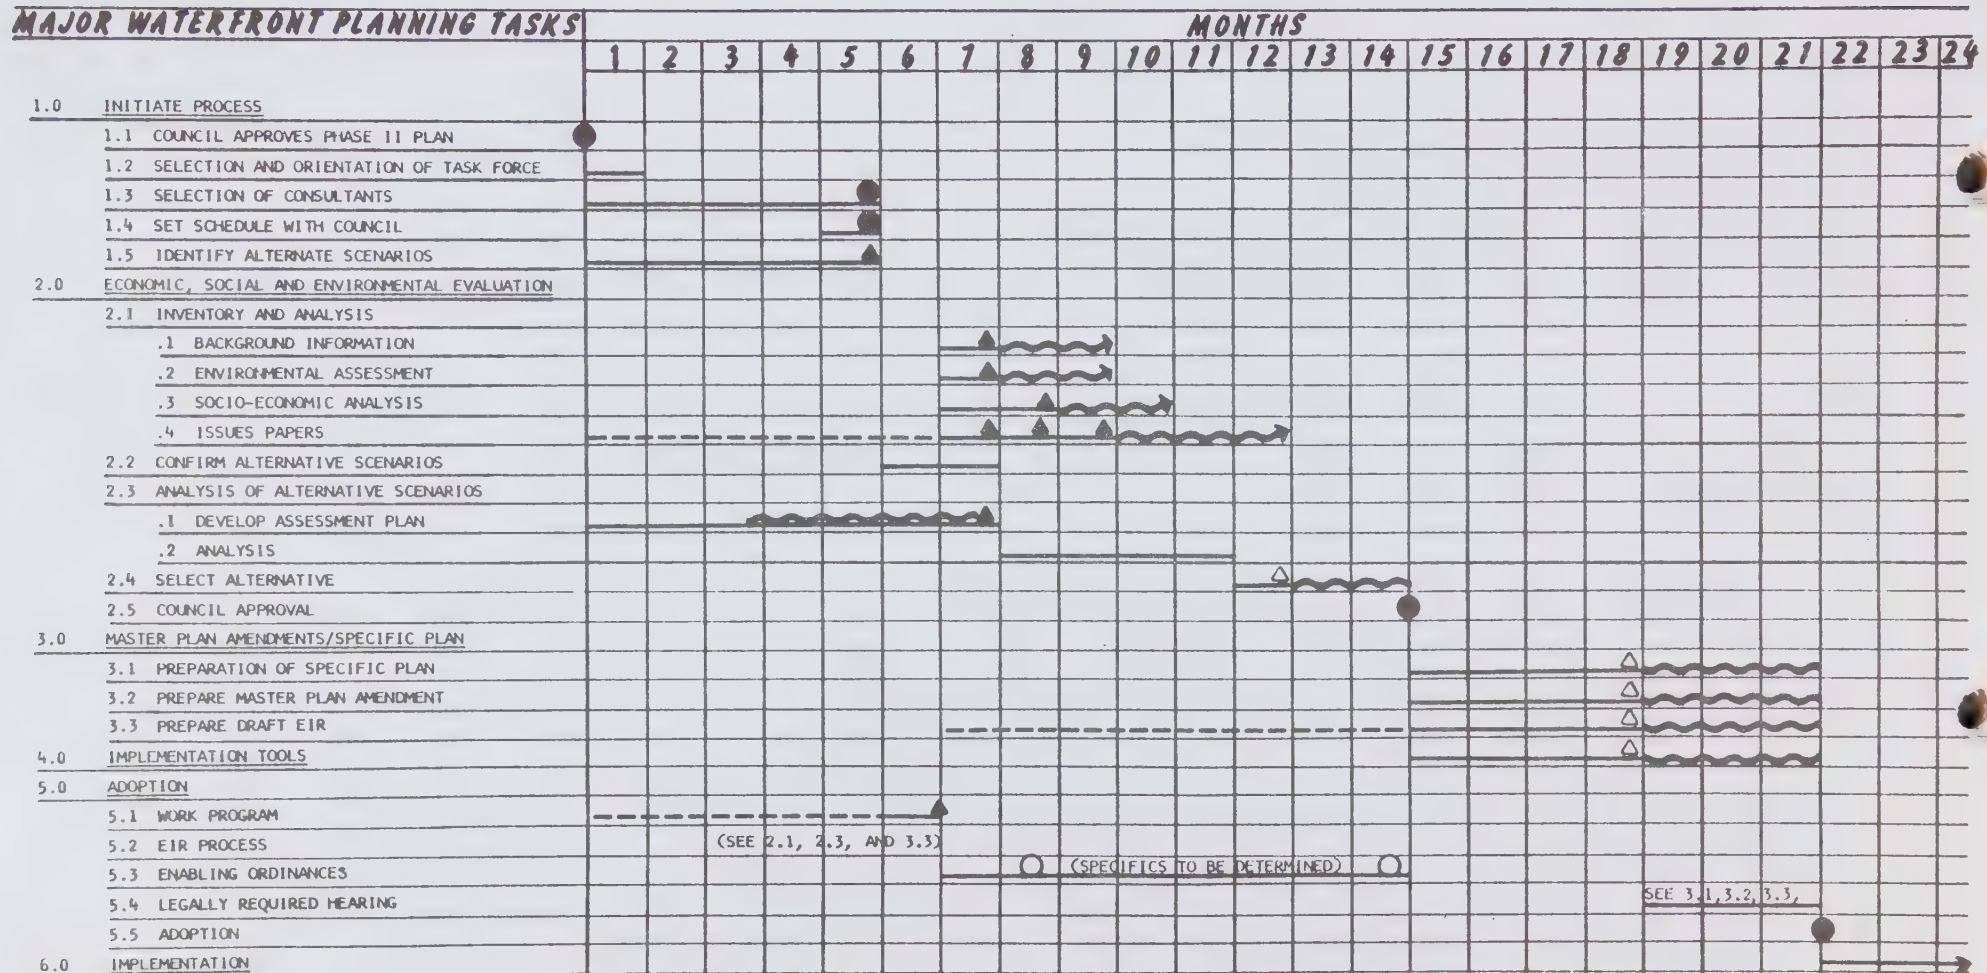 MAJOR WATERFRONT PLANNING TASKS
MONTHS
1 2 3 4 5 6 7 8 9 10 11 12 13 14 15 16 17 18 19 20 21 22 23 24
1.0 INITIATE PROCESS
1.1 COUNCIL APPROVES PHASE II PLAN
1.2 SELECTION AND ORIENTATION OF TASK FORCE
1.3 SELECTION OF CONSULTANTS
1.4 SET SCHEDULE WITH COUNCIL
1.5 IDENTIFY ALTERNATE SCENARIOS
2.0 ECONOMIC, SOCIAL AND ENVIRONMENTAL EVALUATION
2.1 INVENTORY AND ANALYSIS
.1 BACKGROUND INFORMATION
.2 ENVIRONMENTAL ASSESSMENT
.3 SOCIO-ECONOMIC ANALYSIS
.4 ISSUES PAPERS
2.2 CONFIRM ALTERNATIVE SCENARIOS
2.3 ANALYSIS OF ALTERNATIVE SCENARIOS
.1 DEVELOP ASSESSMENT PLAN
.2 ANALYSIS
2.4 SELECT ALTERNATIVE
2.5 COUNCIL APPROVAL
3.0 MASTER PLAN AMENDMENTS/SPECIFIC PLAN
3.1 PREPARATION OF SPECIFIC PLAN
3.2 PREPARE MASTER PLAN AMENDMENT
3.3 PREPARE DRAFT EIR
4.0 IMPLEMENTATION TOOLS
5.0 ADOPTION
5.1 WORK PROGRAM
5.2 EIR PROCESS (SEE 2.1, 2.3, AND 3.3)
5.3 ENABLING ORDINANCES (SPECIFICS TO BE DETERMINED)
5.4 LEGALLY REQUIRED HEARING SEE 3.1,3.2,3.3,
5.5 ADOPTION
6.0 IMPLEMENTATION